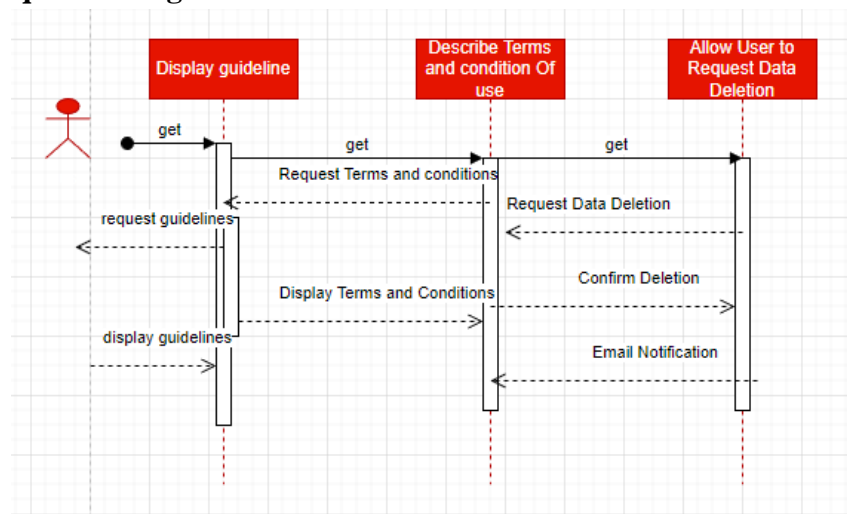 Display guideline
Describe Terms
and condition Of
use
Allow User to
Request Data
Deletion
get
get
get
Request Terms and conditions
Request Data Deletion
request guidelines
Confirm Deletion
Display Terms and Conditions
display guidelines
Email Notification